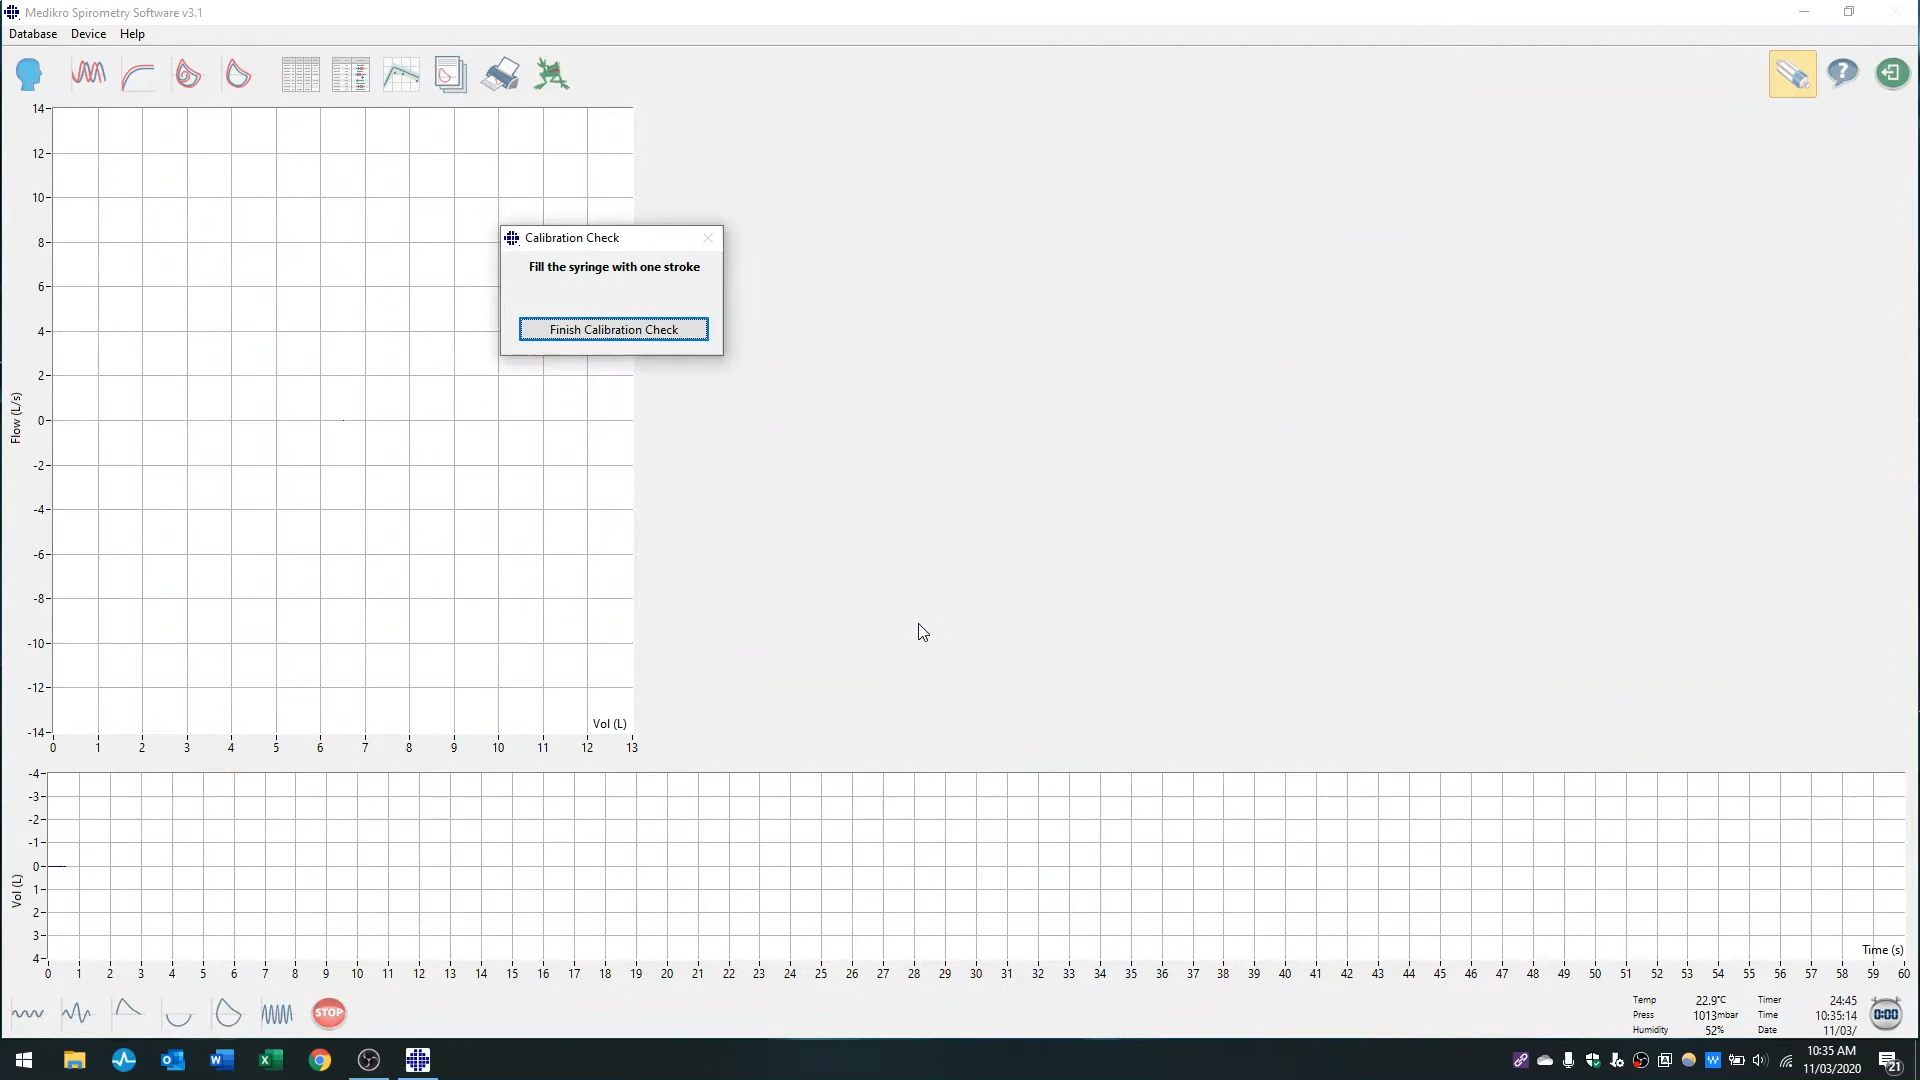 Medikro Spirometry Software v3.1
Database Device Help
Calibration Check
Fill the syringe with one stroke
Finish Calibration Check
14
12
10
8
6
4
2
0
-2
-4
-6
-8
-10
-12
-14
Flow (L/s)
Vol (L)
0 1 2 3 4 5 6 7 8 9 10 11 12 13
-4
-3
-2
-1
0
1
2
3
4
Vol (L)
Time (s)
0 1 2 3 4 5 6 7 8 9 10 11 12 13 14 15 16 17 18 19 20 21 22 23 24 25 26 27 28 29 30 31 32 33 34 35 36 37 38 39 40 41 42 43 44 45 46 47 48 49 50 51 52 53 54 55 56 57 58 59 60
STOP
Temp 22.9°C Timer 24:45
Press 1013mbar Time 10:35:14
Humidity 52% Date 11/03/
0:00
10:35 AM
11/03/2020
21